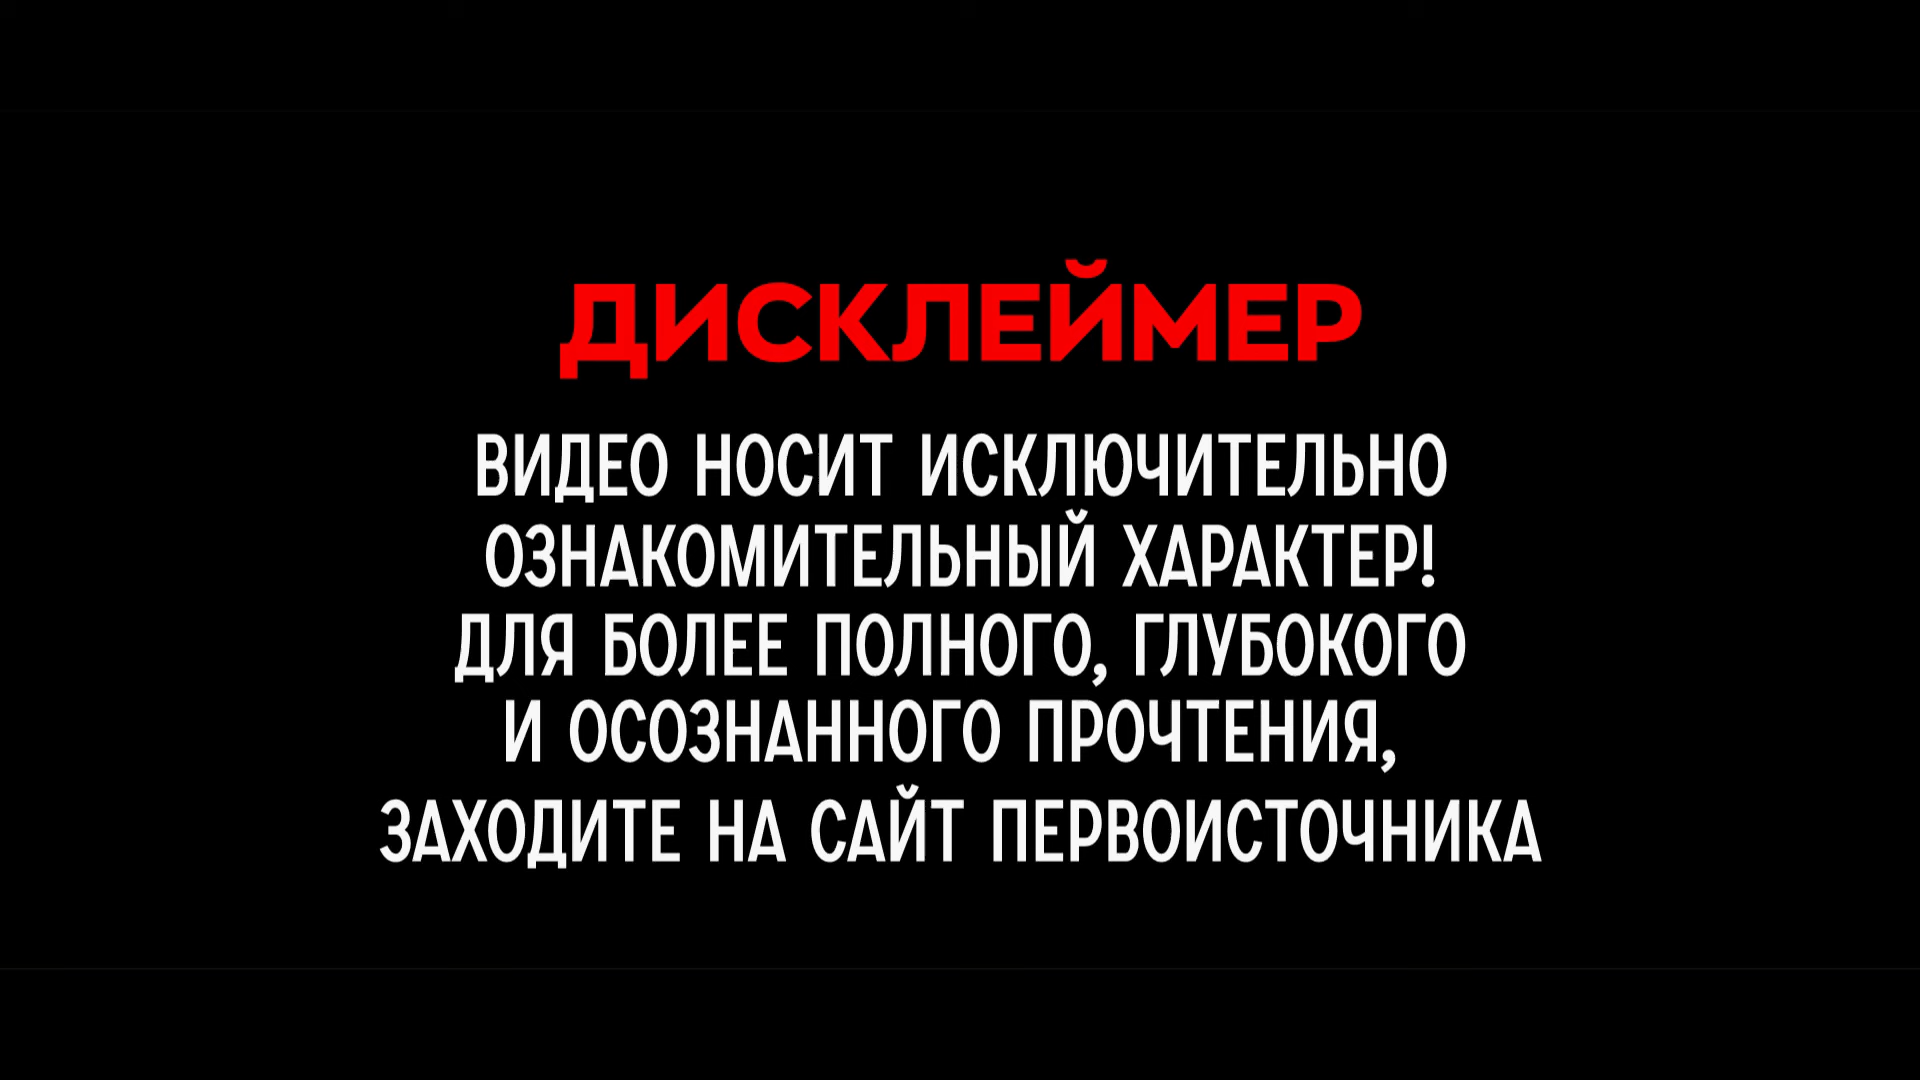 ДИСКЛЕЙМЕР
ВИДЕО НОСИТ ИСКЛЮЧИТЕЛЬНО
ОЗНАКОМИТЕЛЬНЫЙ ХАРАКТЕР!
ДЛЯ БОЛЕЕ ПОЛНОГО, ГЛУБОКОГО
И ОСОЗНАННОГО ПРОЧТЕНИЯ,
ЗАХОДИТЕ НА САЙТ ПЕРВОИСТОЧНИКА